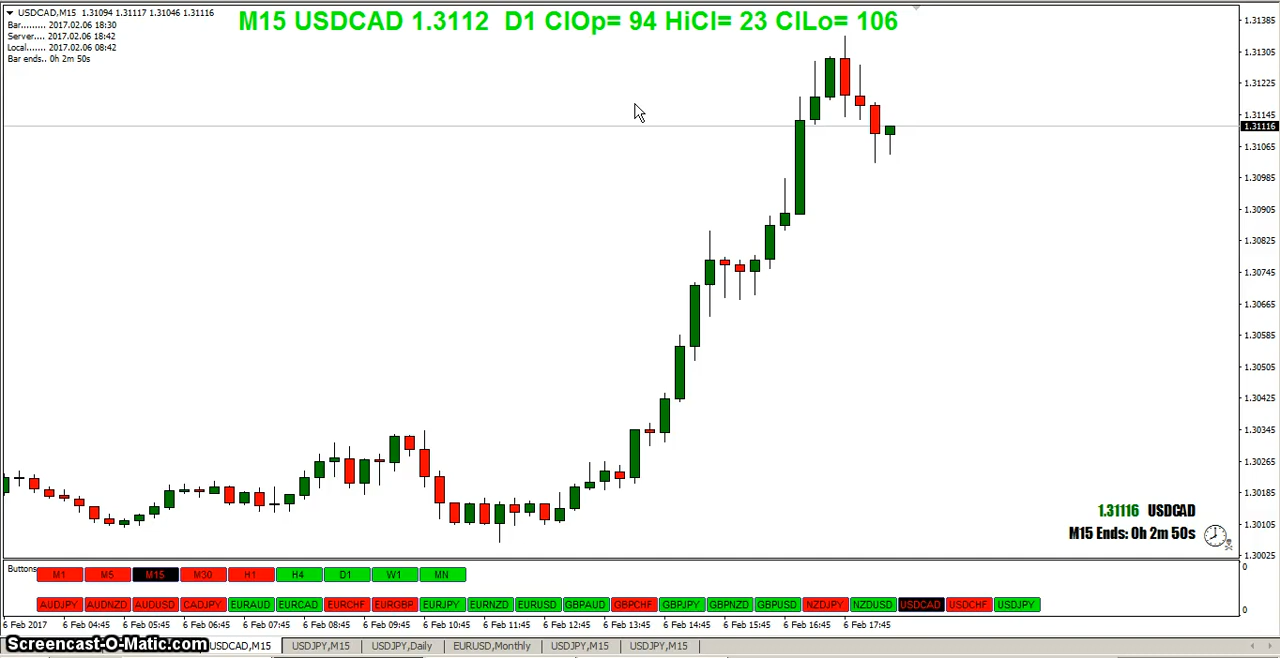 USDCAD,M15 1.31094 1.31117 1.31046 1.31116
Bar......... 2017.02.06 18:30
Server.... 2017.02.06 18:42
Local....... 2017.02.06 08:42
Bar ends.. 0h 2m 50s
M15 USDCAD 1.3112 D1 ClOp= 94 HiCl= 23 ClLo= 106
1.31385
1.31305
1.31225
1.31145
1.31116
1.31065
1.30985
1.30905
1.30825
1.30745
1.30665
1.30585
1.30505
1.30425
1.30345
1.30265
1.30185
1.30105
1.30025
1.31116 USDCAD
M15 Ends: 0h 2m 50s
Buttons M1 M5 M15 M30 H1 H4 D1 W1 MN
0
AUDJPY AUDNZD AUDUSD CADJPY EURAUD EURCAD EURCHF EURGBP EURJPY EURNZD EURUSD GBPAUD GBPCHF GBPJPY GBPNZD GBPUSD NZDJPY NZDUSD USDCAD USDCHF USDJPY
0
6 Feb 2017 6 Feb 04:45 6 Feb 05:45 6 Feb 06:45 6 Feb 07:45 6 Feb 08:45 6 Feb 09:45 6 Feb 10:45 6 Feb 11:45 6 Feb 12:45 6 Feb 13:45 6 Feb 14:45 6 Feb 15:45 6 Feb 16:45 6 Feb 17:45
Screencast-O-Matic.com USDCAD,M15 USDJPY,M15 USDJPY,Daily EURUSD,Monthly USDJPY,M15 USDJPY,M15